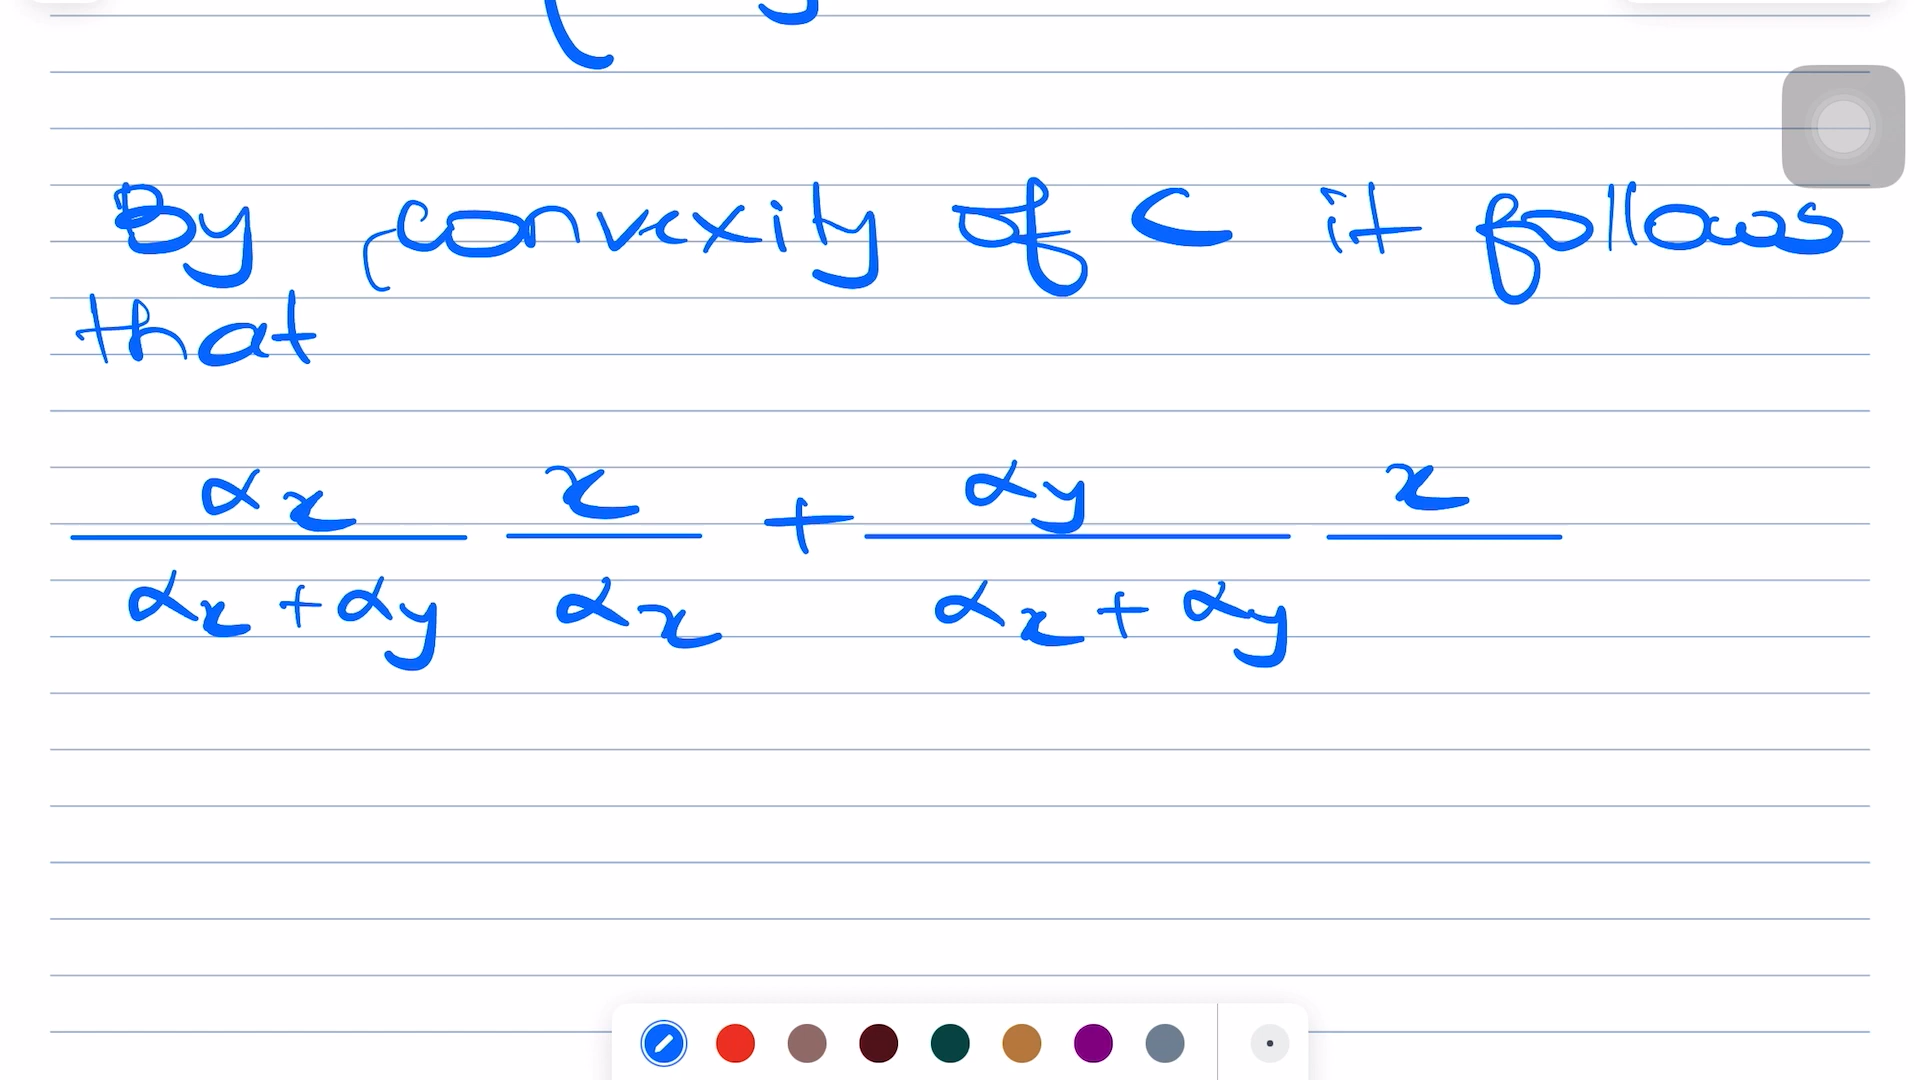 By convexity of C it follows
that
αx x + αy x
αx + αy αx αx + αy